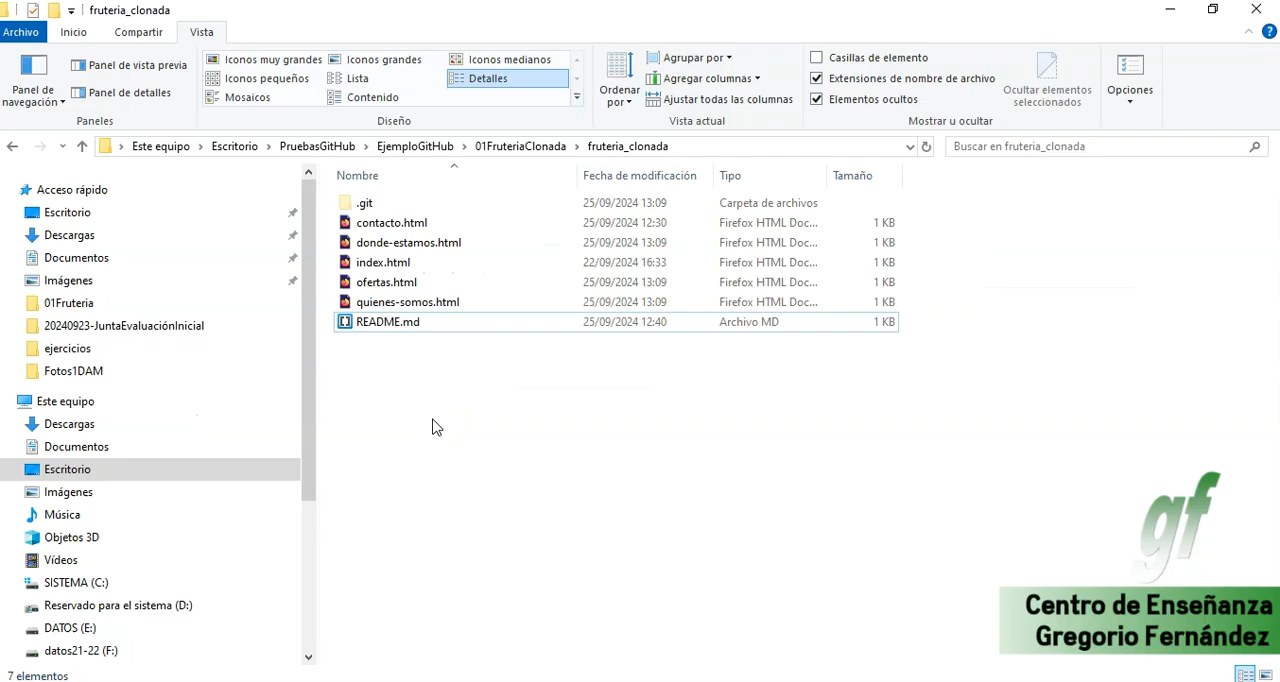 fruteria_clonada
Archivo Inicio Compartir Vista
Panel de navegación
Panel de vista previa
Panel de detalles
Paneles
Iconos muy grandes Iconos grandes Iconos medianos
Iconos pequeños Lista Detalles
Mosaicos Contenido
Diseño
Ordenar por
Agrupar por
Agregar columnas
Ajustar todas las columnas
Vista actual
Casillas de elemento
Extensiones de nombre de archivo
Elementos ocultos
Ocultar elementos seleccionados
Mostrar u ocultar
Opciones
Este equipo > Escritorio > PruebasGitHub > EjemploGitHub > 01FruteriaClonada > fruteria_clonada
Buscar en fruteria_clonada
Acceso rápido
Escritorio
Descargas
Documentos
Imágenes
01Fruteria
20240923-JuntaEvaluaciónInicial
ejercicios
Fotos1DAM
Este equipo
Descargas
Documentos
Escritorio
Imágenes
Música
Objetos 3D
Vídeos
SISTEMA (C:)
Reservado para el sistema (D:)
DATOS (E:)
datos21-22 (F:)
Nombre Fecha de modificación Tipo Tamaño
.git 25/09/2024 13:09 Carpeta de archivos
contacto.html 25/09/2024 12:30 Firefox HTML Doc... 1 KB
donde-estamos.html 25/09/2024 13:09 Firefox HTML Doc... 1 KB
index.html 22/09/2024 16:33 Firefox HTML Doc... 1 KB
ofertas.html 25/09/2024 13:09 Firefox HTML Doc... 1 KB
quienes-somos.html 25/09/2024 13:09 Firefox HTML Doc... 1 KB
README.md 25/09/2024 12:40 Archivo MD 1 KB
gf
Centro de Enseñanza
Gregorio Fernández
7 elementos